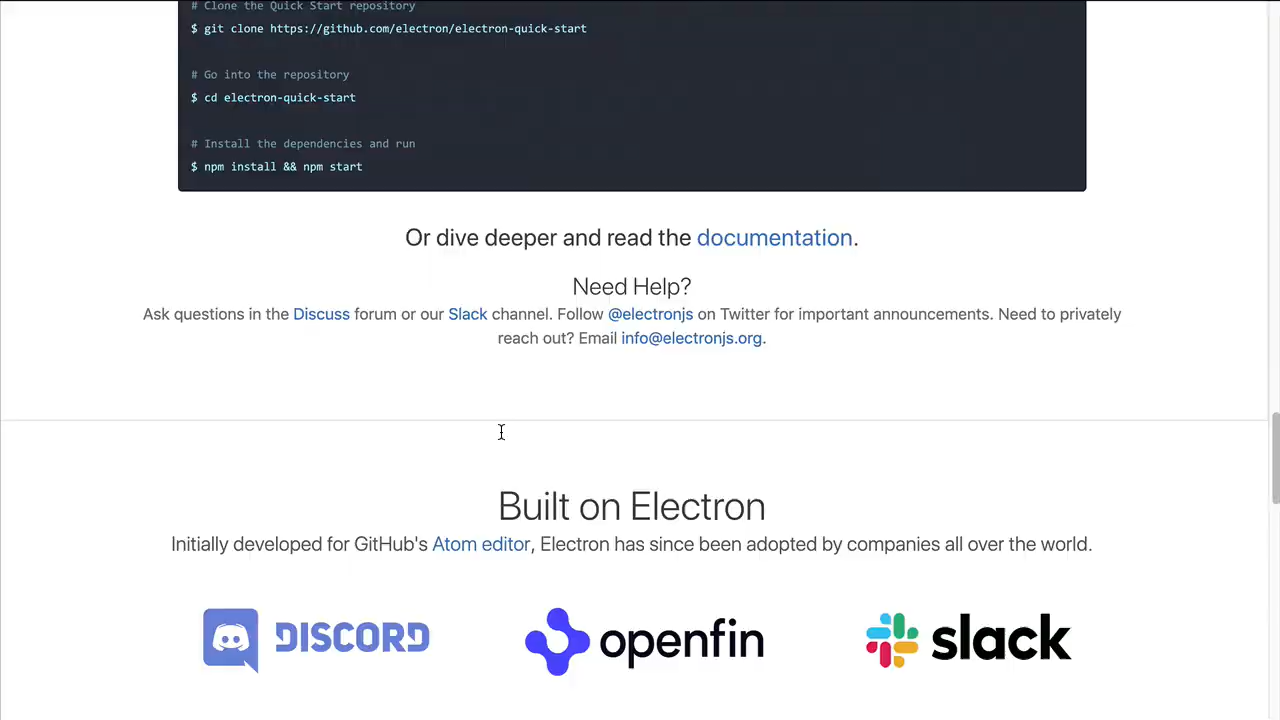 # Clone the Quick Start repository
$ git clone https://github.com/electron/electron-quick-start
# Go into the repository
$ cd electron-quick-start
# Install the dependencies and run
$ npm install && npm start
Or dive deeper and read the documentation.
Need Help?
Ask questions in the Discuss forum or our Slack channel. Follow @electronjs on Twitter for important announcements. Need to privately
reach out? Email info@electronjs.org.
Built on Electron
Initially developed for GitHub's Atom editor, Electron has since been adopted by companies all over the world.
DISCORD openfin slack